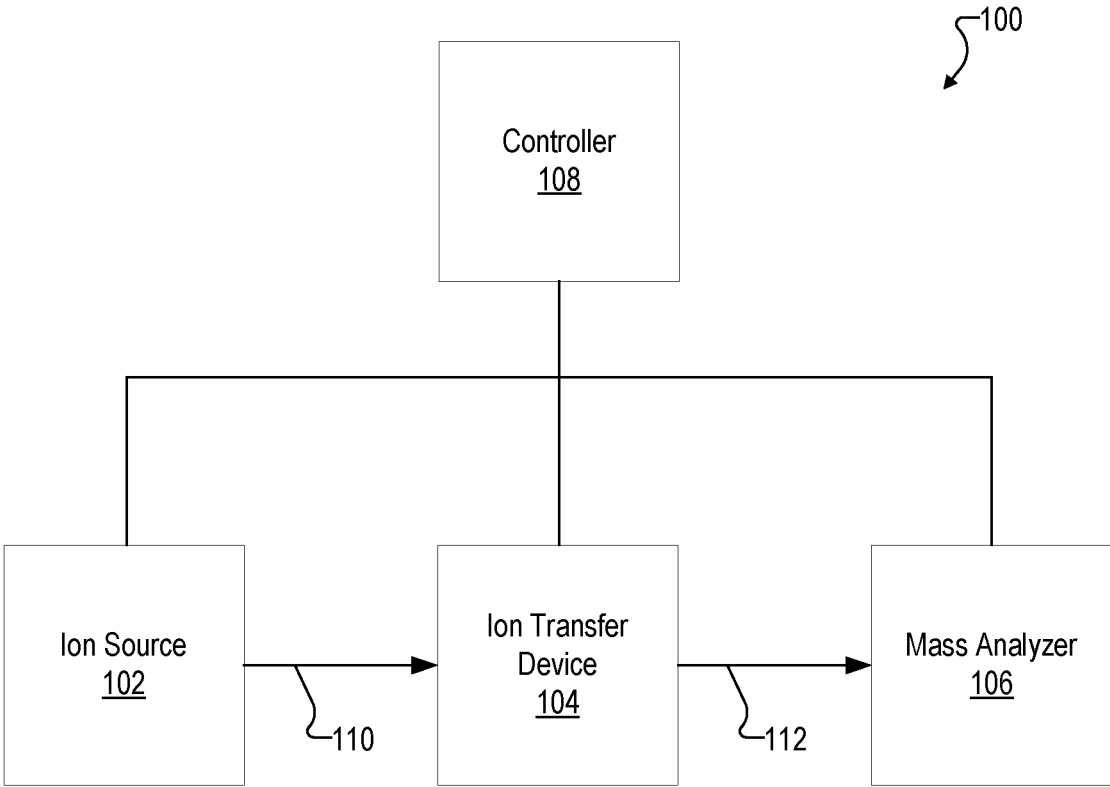 100
Controller
108
Ion Source
102
Ion Transfer
Device
104
Mass Analyzer
106
110
112